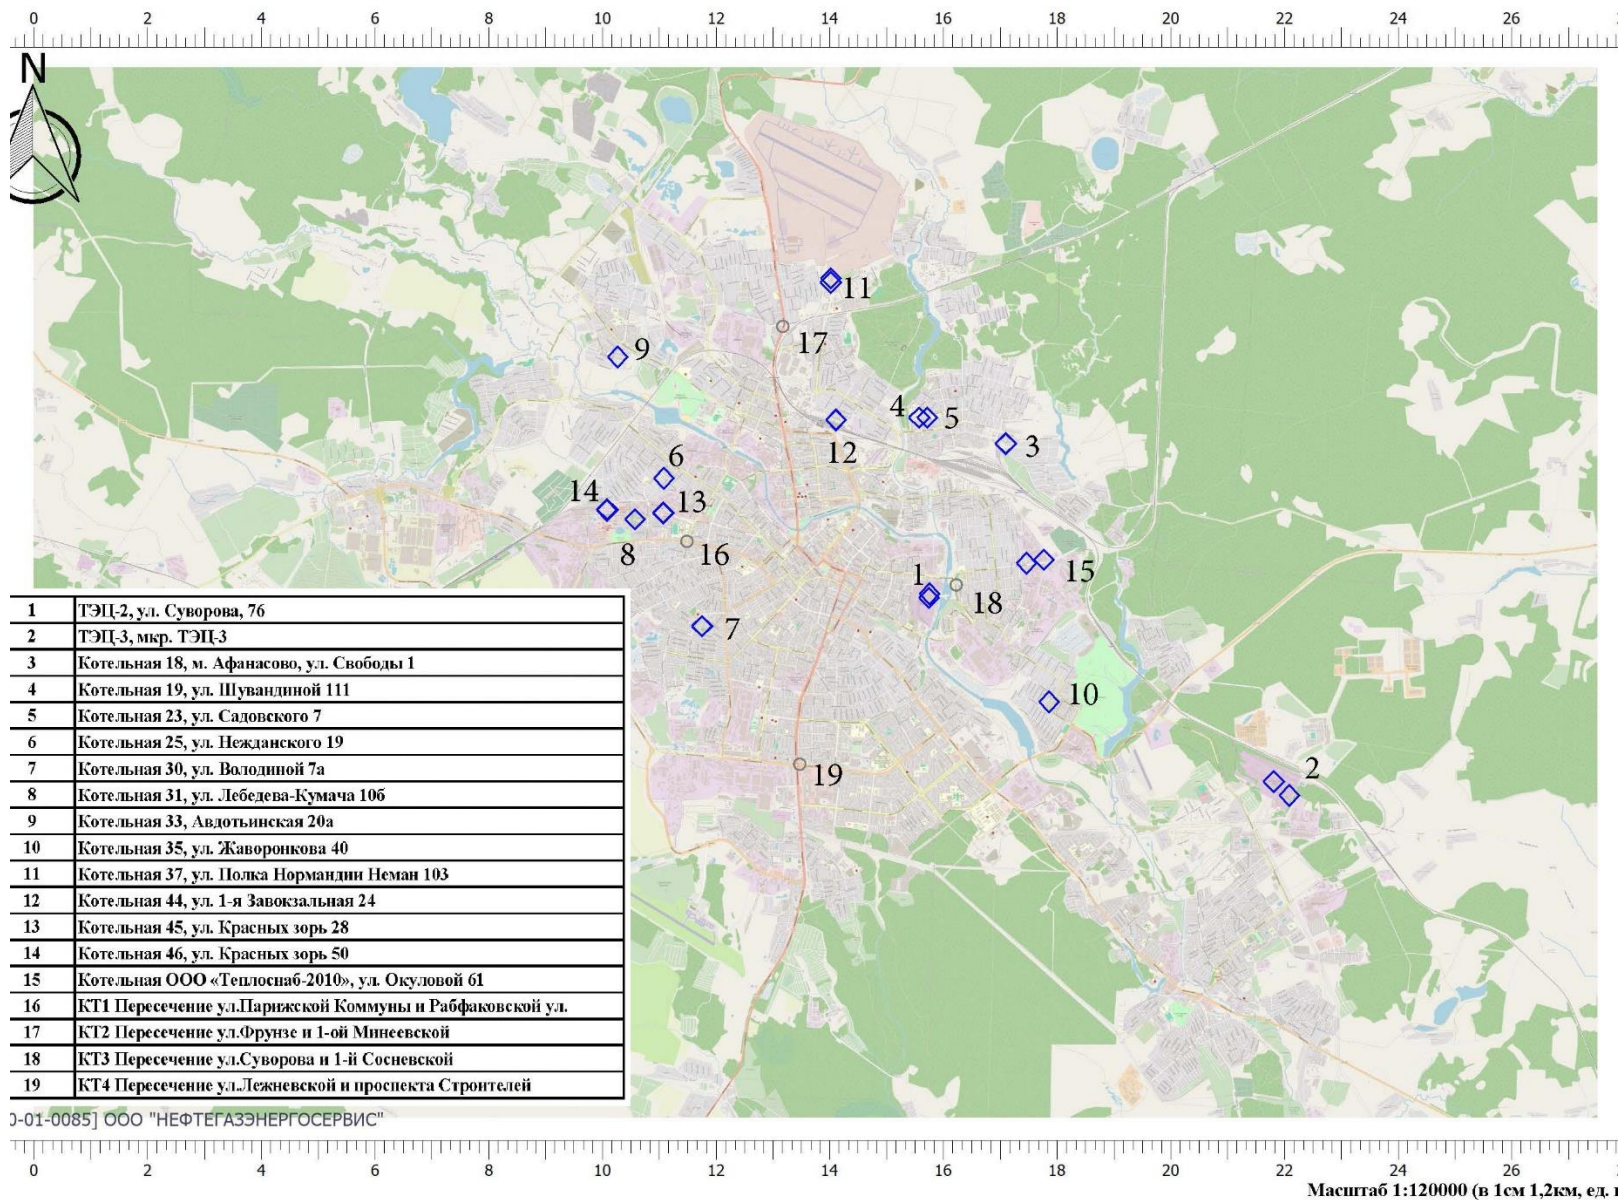 0 2 4 6 8 10 12 14 16 18 20 22 24 26
N
11
17
9
4 5
12 3
6
14 13
8 16
15
1
18
7
10
2
19
1 ТЭЦ-2, ул. Суворова, 76
2 ТЭЦ-3, мкр. ТЭЦ-3
3 Котельная 18, м. Афанасово, ул. Свободы 1
4 Котельная 19, ул. Шувандиной 111
5 Котельная 23, ул. Садовского 7
6 Котельная 25, ул. Нежданского 19
7 Котельная 30, ул. Володиной 7а
8 Котельная 31, ул. Лебедева-Кумача 10б
9 Котельная 33, Авдотьинская 20а
10 Котельная 35, ул. Жаворонкова 40
11 Котельная 37, ул. Полка Нормандии Неман 103
12 Котельная 44, ул. 1-я Завокзальная 24
13 Котельная 45, ул. Красных зорь 28
14 Котельная 46, ул. Красных зорь 50
15 Котельная ООО «Теплоснаб-2010», ул. Окуловой 61
16 КТ1 Пересечение ул.Парижской Коммуны и Рабфаковской ул.
17 КТ2 Пересечение ул.Фрунзе и 1-ой Минеевской
18 КТ3 Пересечение ул.Суворова и 1-й Сосневской
19 КТ4 Пересечение ул.Лежневской и проспекта Строителей
0-01-0085] ООО "НЕФТЕГАЗЭНЕРГОСЕРВИС"
0 2 4 6 8 10 12 14 16 18 20 22 24 26
Масштаб 1:120000 (в 1см 1,2км, ед.